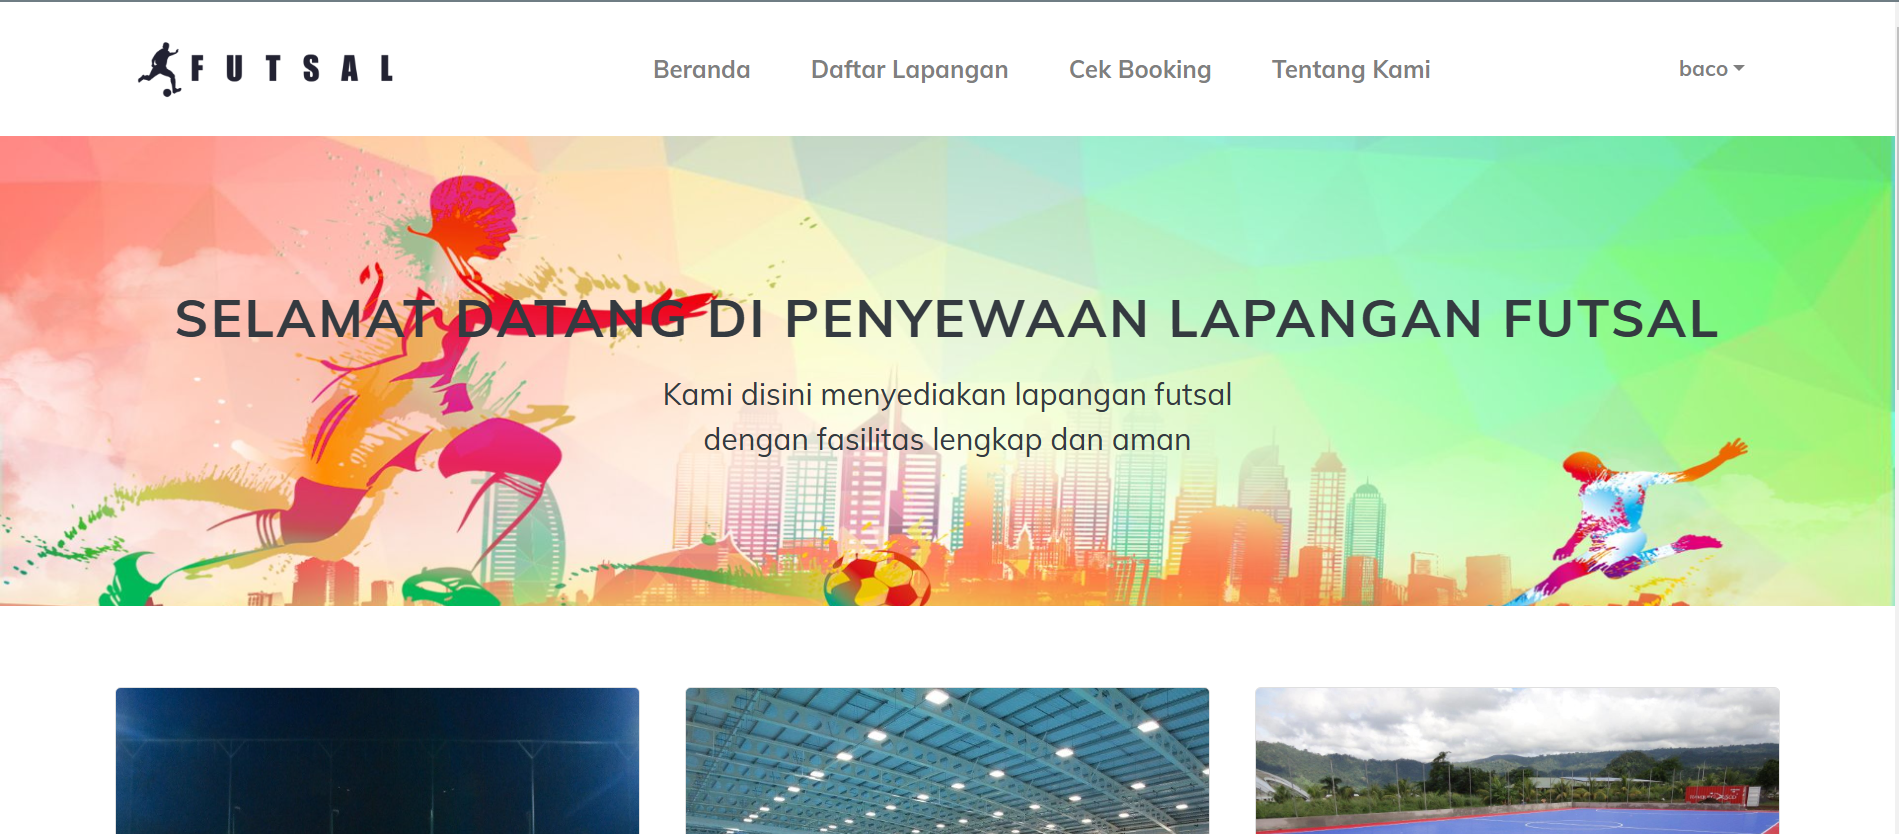 FUTSAL
Beranda
Daftar Lapangan
Cek Booking
Tentang Kami
baco
SELAMAT DATANG DI PENYEWAAN LAPANGAN FUTSAL
Kami disini menyediakan lapangan futsal
dengan fasilitas lengkap dan aman